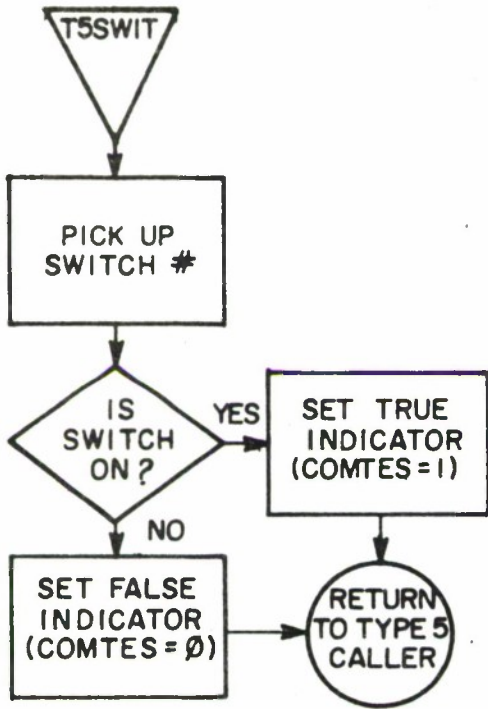 T5SWIT
PICK UP
SWITCH #
IS
SWITCH
ON?
YES
SET TRUE
INDICATOR
(COMTES=1)
NO
SET FALSE
INDICATOR
(COMTES=Ø)
RETURN
TO TYPE 5
CALLER